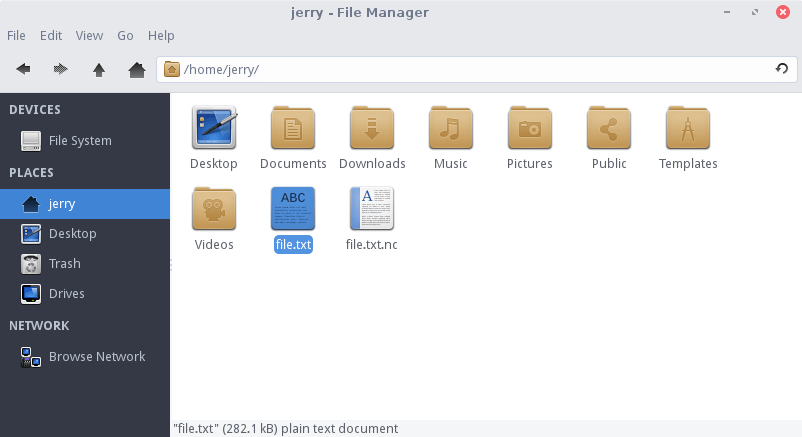 jerry - File Manager
File Edit View Go Help
/home/jerry/
DEVICES
File System
PLACES
jerry
Desktop
Trash
Drives
NETWORK
Browse Network
Desktop Documents Downloads Music Pictures Public Templates
ABC
A
Videos file.txt file.txt.nc
"file.txt" (282.1 kB) plain text document